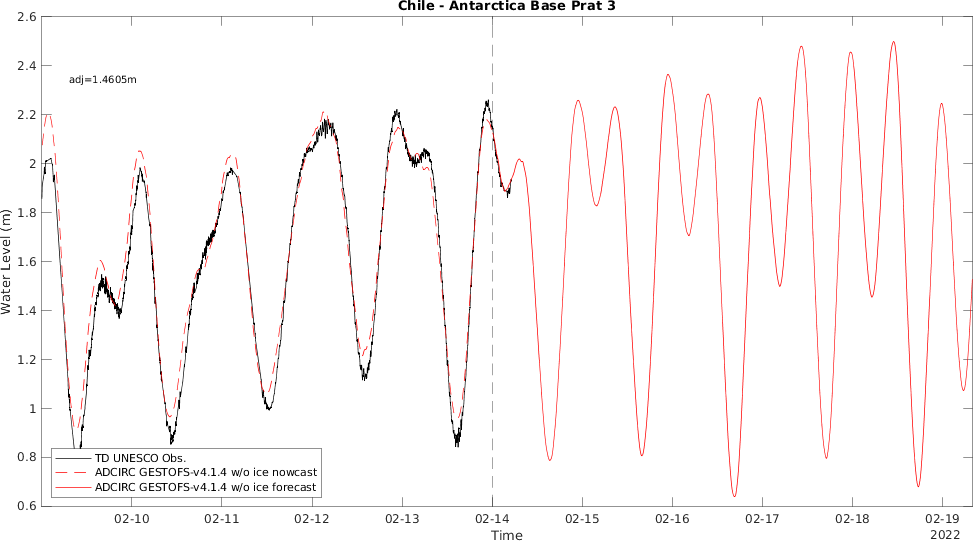 Chile - Antarctica Base Prat 3
2.6
2.4
2.2
2
1.8
1.6
1.4
1.2
1
0.8
0.6
Water Level (m)
adj=1.4605m
TD UNESCO Obs.
ADCIRC GESTOFS-v4.1.4 w/o ice nowcast
ADCIRC GESTOFS-v4.1.4 w/o ice forecast
02-10 02-11 02-12 02-13 02-14 02-15 02-16 02-17 02-18 02-19
Time
2022